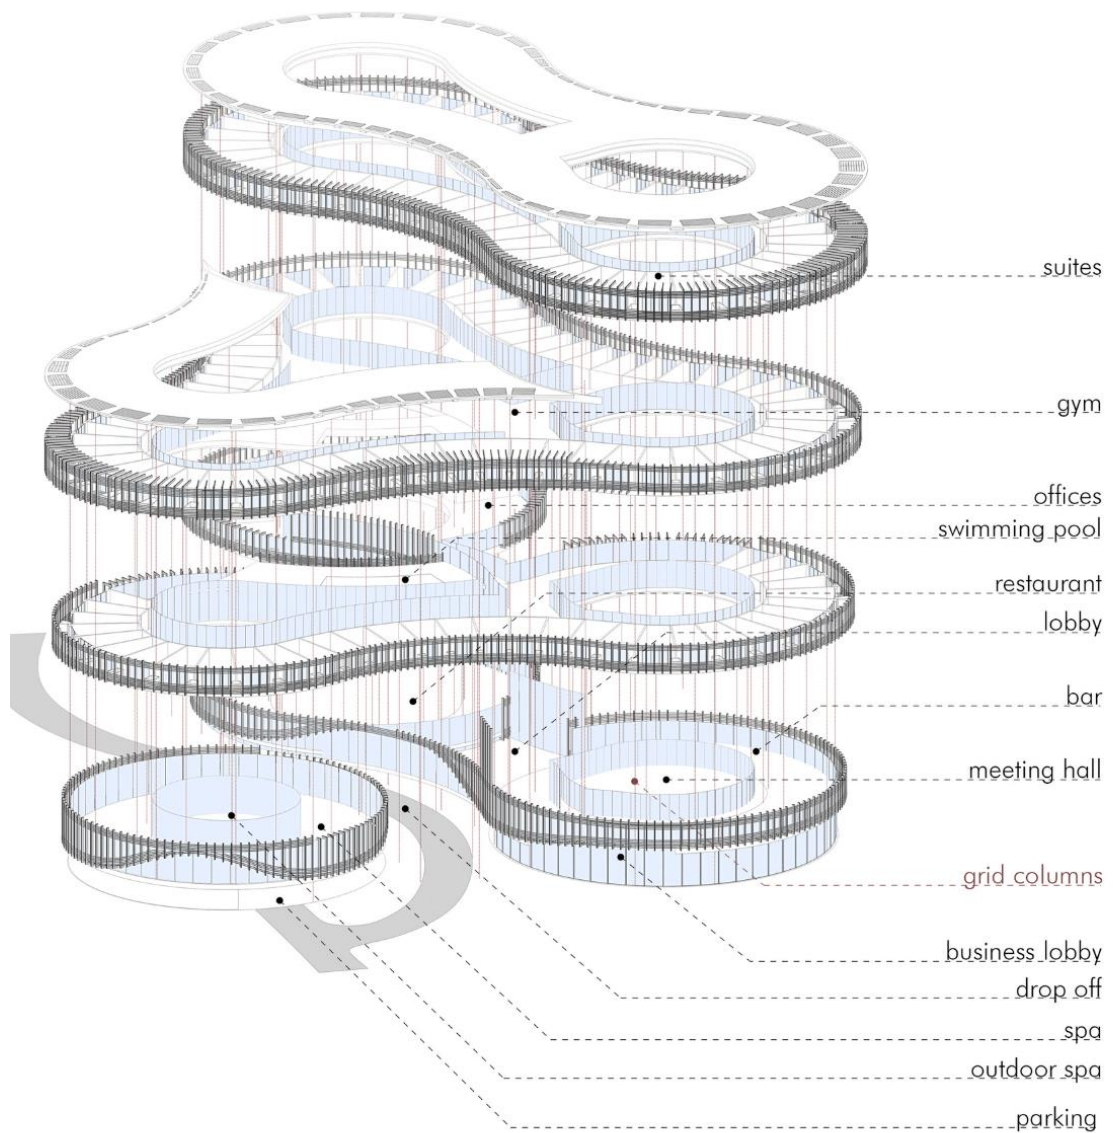 suites
gym
offices
swimming pool
restaurant
lobby
bar
meeting hall
grid columns
business lobby
drop off
spa
outdoor spa
parking